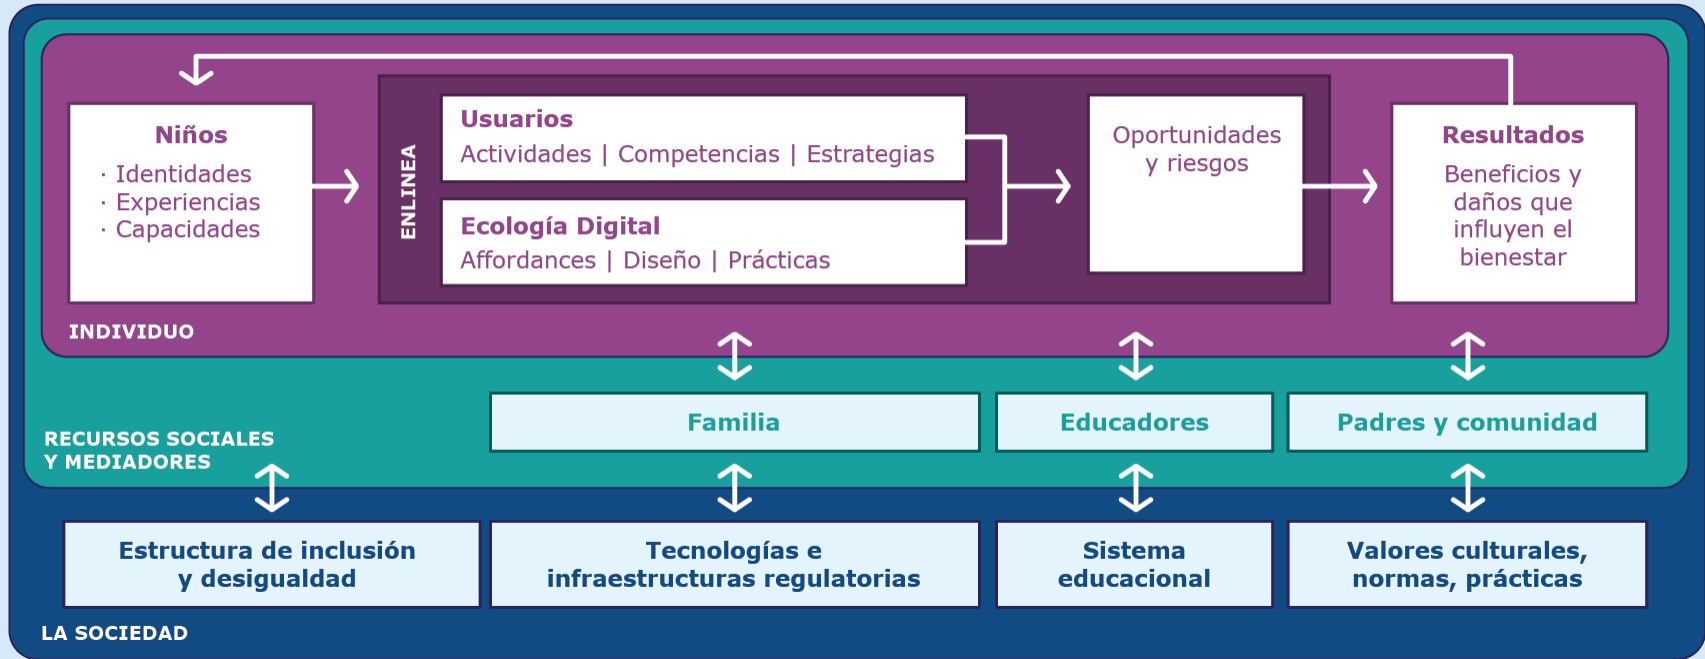 Niños
· Identidades
· Experiencias
· Capacidades
ENLINEA
Usuarios
Actividades | Competencias | Estrategias
Ecología Digital
Affordances | Diseño | Prácticas
Oportunidades
y riesgos
Resultados
Beneficios y
daños que
influyen el
bienestar
INDIVIDUO
Familia
Educadores
Padres y comunidad
RECURSOS SOCIALES
Y MEDIADORES
Estructura de inclusión
y desigualdad
Tecnologías e
infraestructuras regulatorias
Sistema
educacional
Valores culturales,
normas, prácticas
LA SOCIEDAD